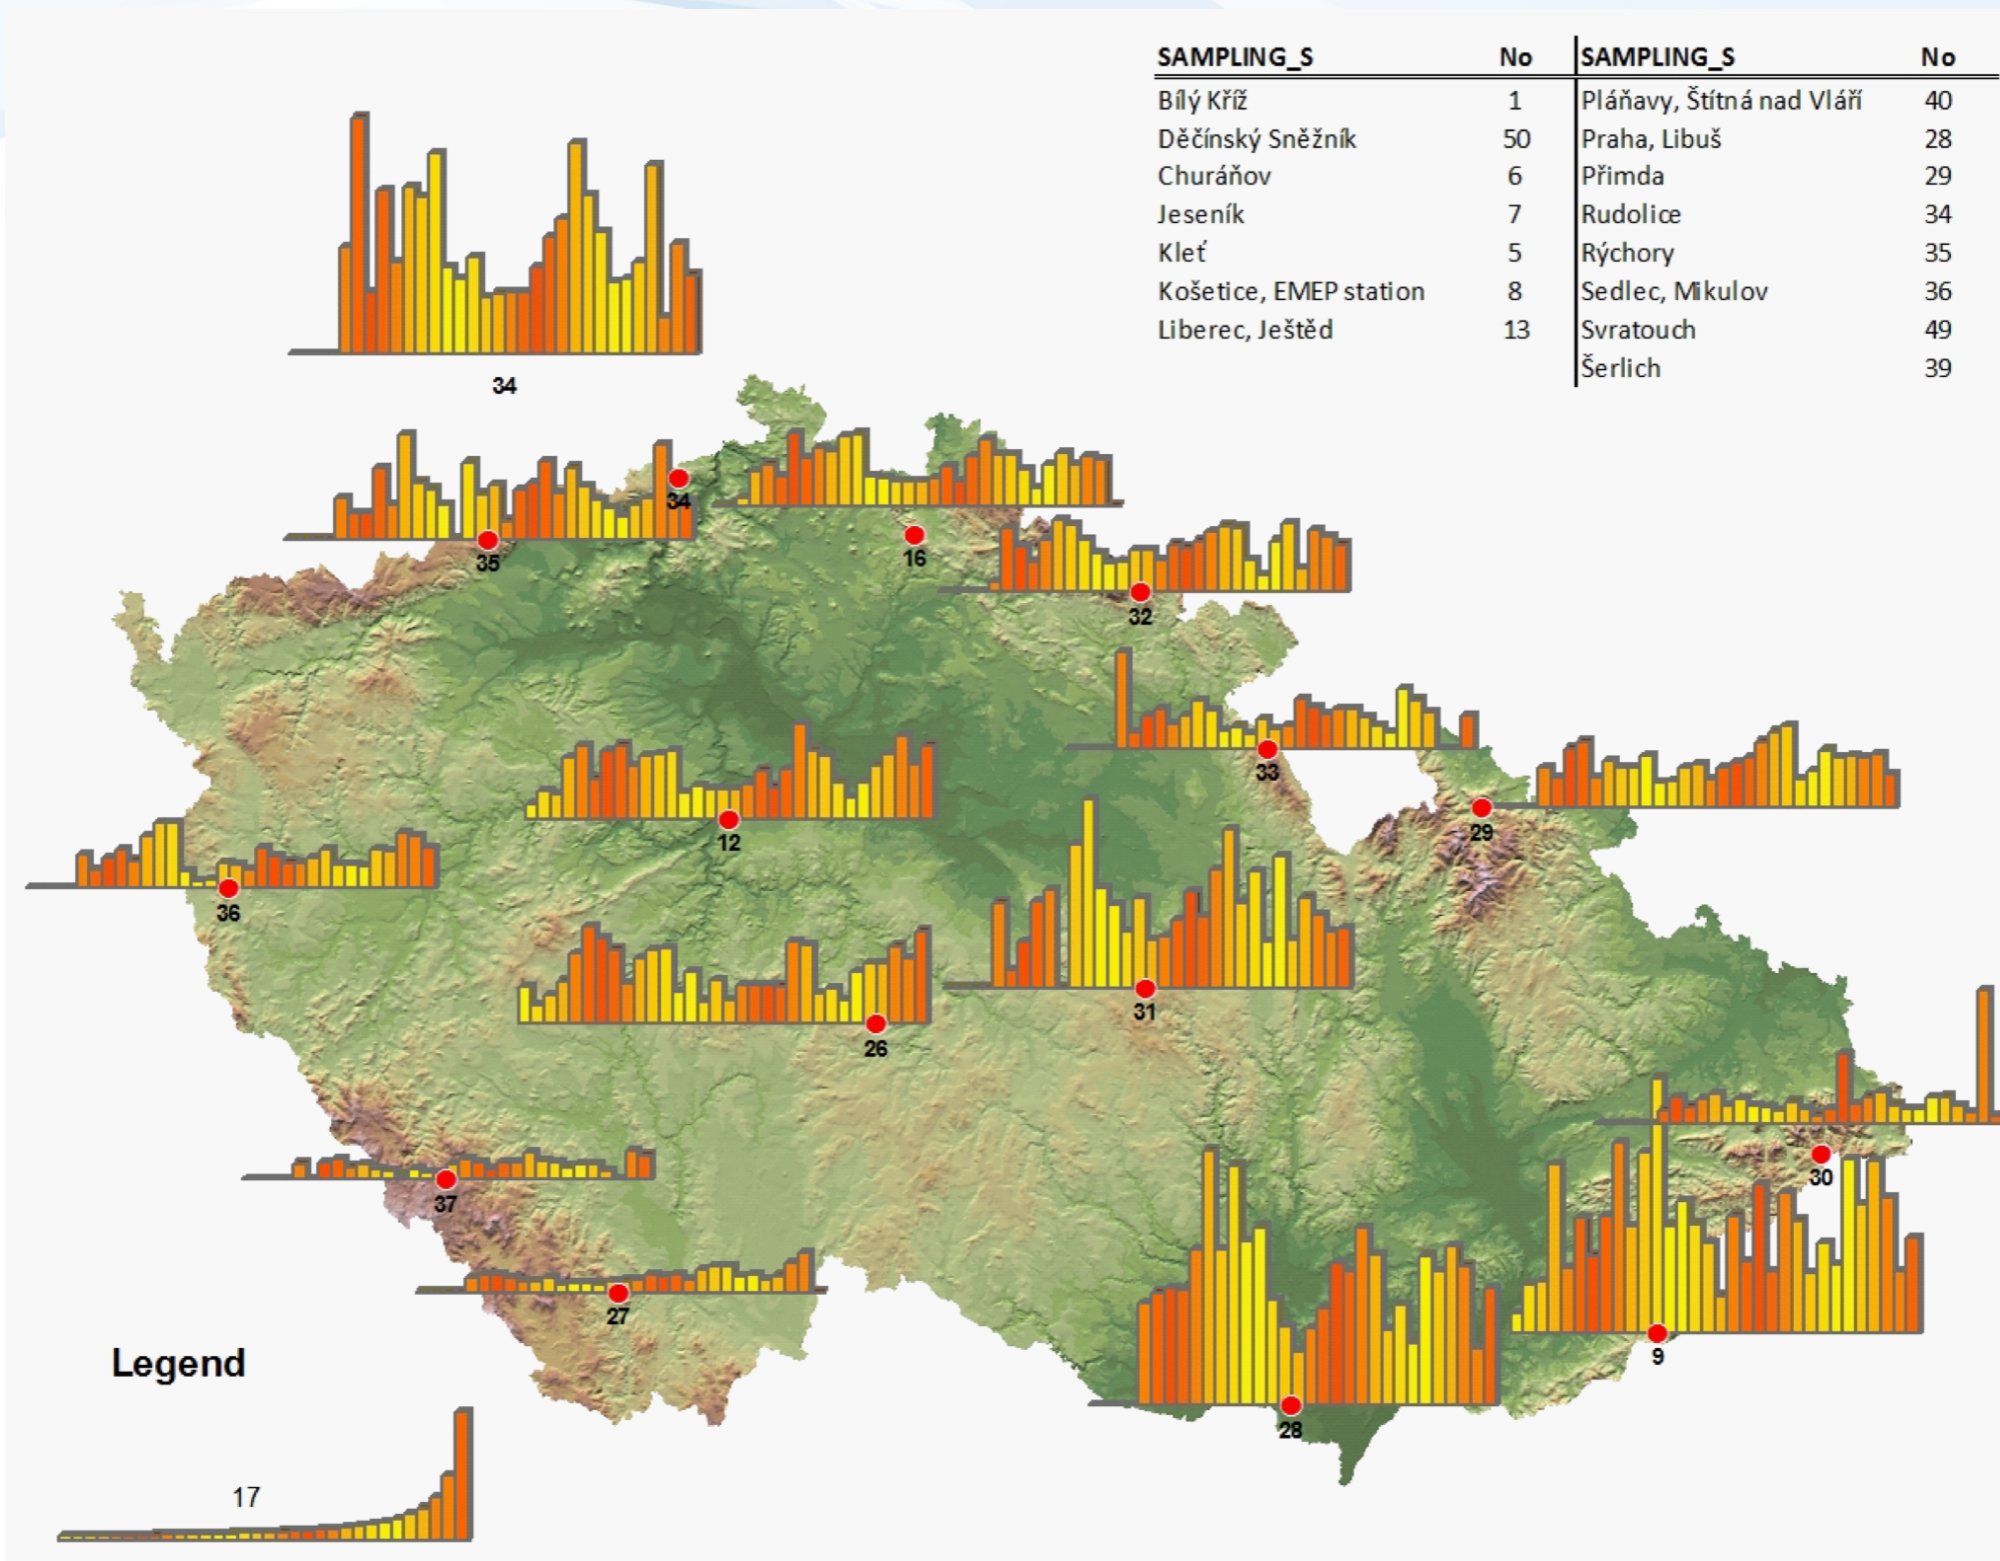 SAMPLING_S No SAMPLING_S No
Bílý Kříž 1 Pláňavy, Štítná nad Vláří 40
Děčínský Sněžník 50 Praha, Libuš 28
Churáňov 6 Přimda 29
Jeseník 7 Rudolice 34
Kleť 5 Rýchory 35
Košetice, EMEP station 8 Sedlec, Mikulov 36
Liberec, Ještěd 13 Svratouch 49
Šerlich 39
34
34
35
16
32
33
29
12
36
31
26
30
37
27
9
28
Legend
17